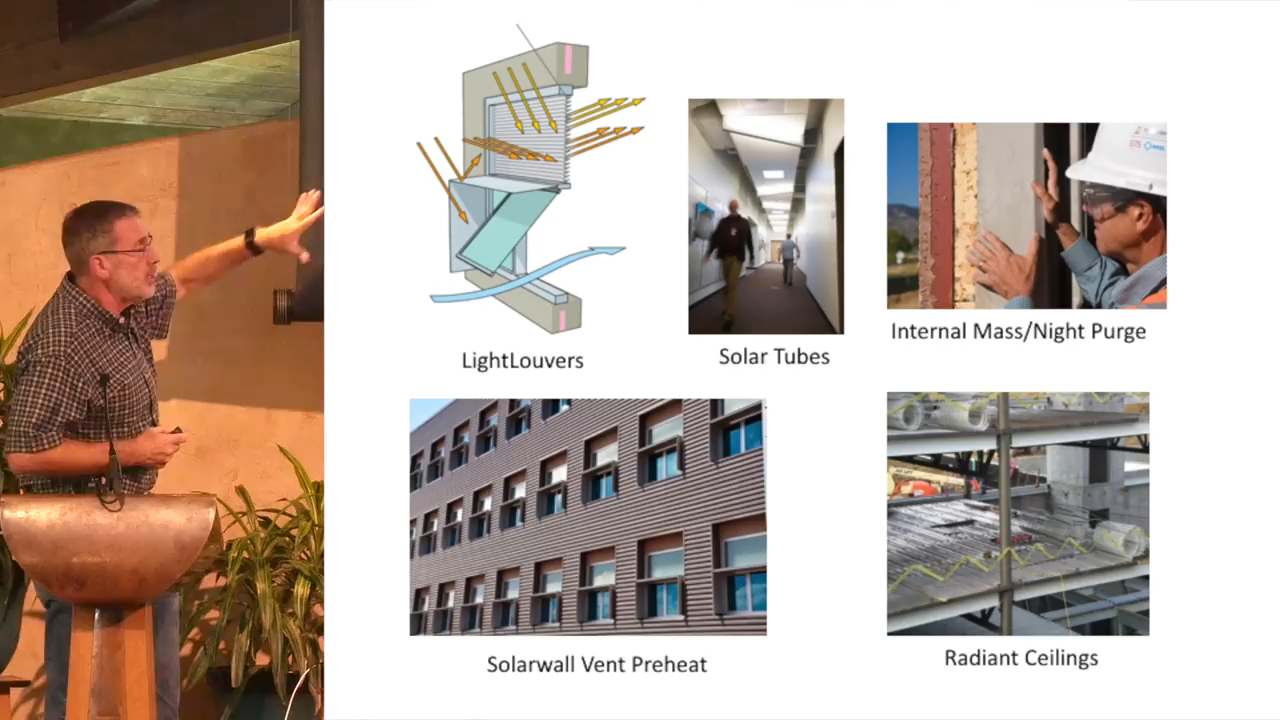 LightLouvers
Solar Tubes
Internal Mass/Night Purge
Solarwall Vent Preheat
Radiant Ceilings